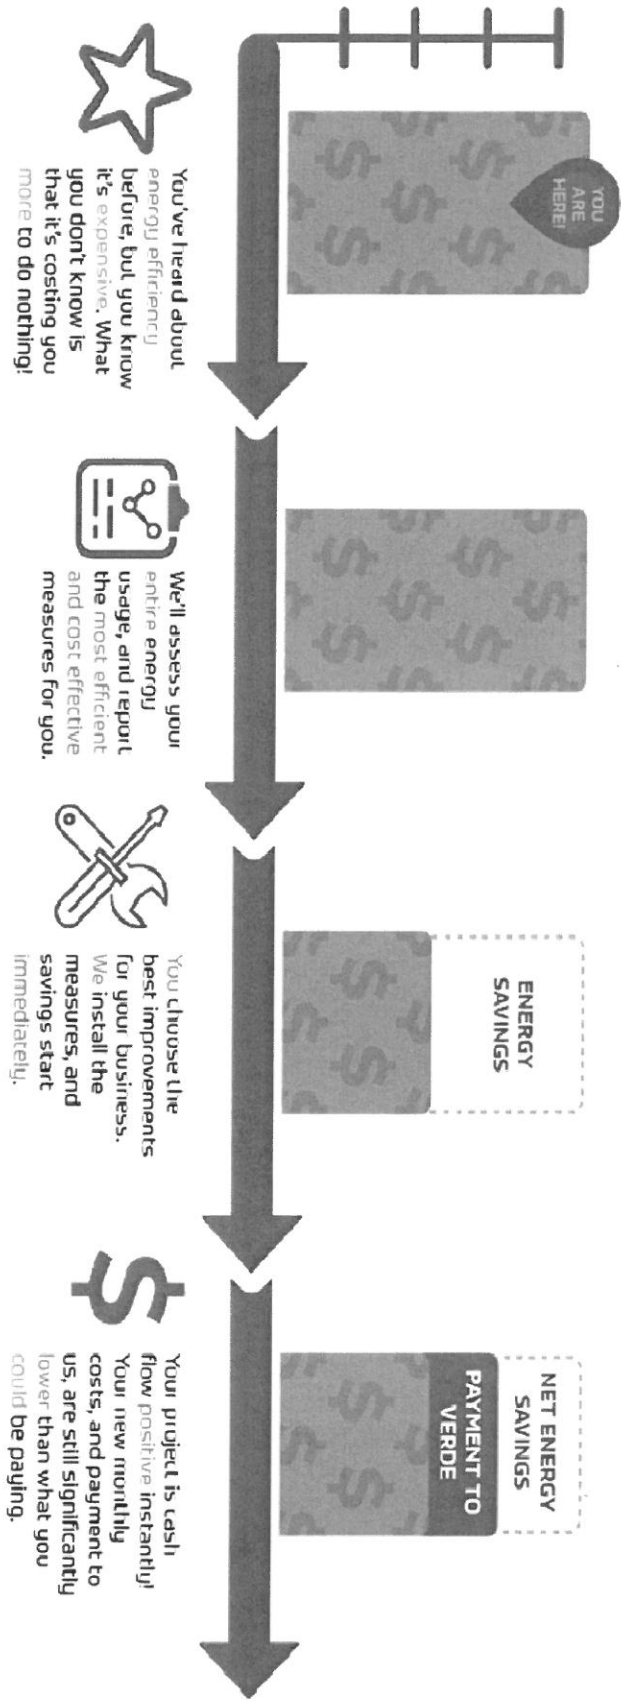 YOU
ARE
HERE!
You've heard about
energy efficiency
before, but you know
it's expensive. What
you don't know is
that it's costing you
more to do nothing!
We'll assess your
entire energy
usage, and report
the most efficient
and cost effective
measures for you.
ENERGY
SAVINGS
You choose the
best improvements
for your business.
We install the
measures, and
savings start
immediately.
NET ENERGY
SAVINGS
PAYMENT TO
VERDE
Your project is cash
flow positive instantly!
Your new monthly
costs, and payment to
us, are still significantly
lower than what you
could be paying.